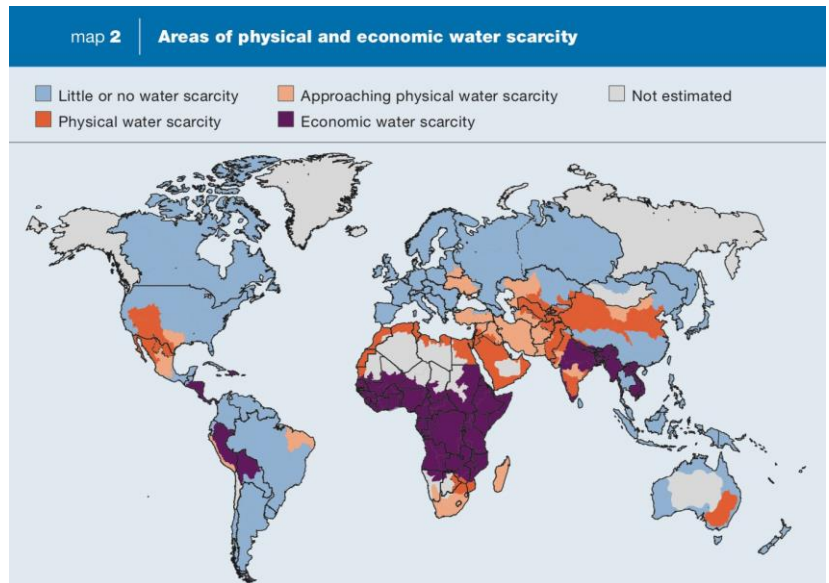 map 2 Areas of physical and economic water scarcity
Little or no water scarcity Approaching physical water scarcity Not estimated
Physical water scarcity Economic water scarcity